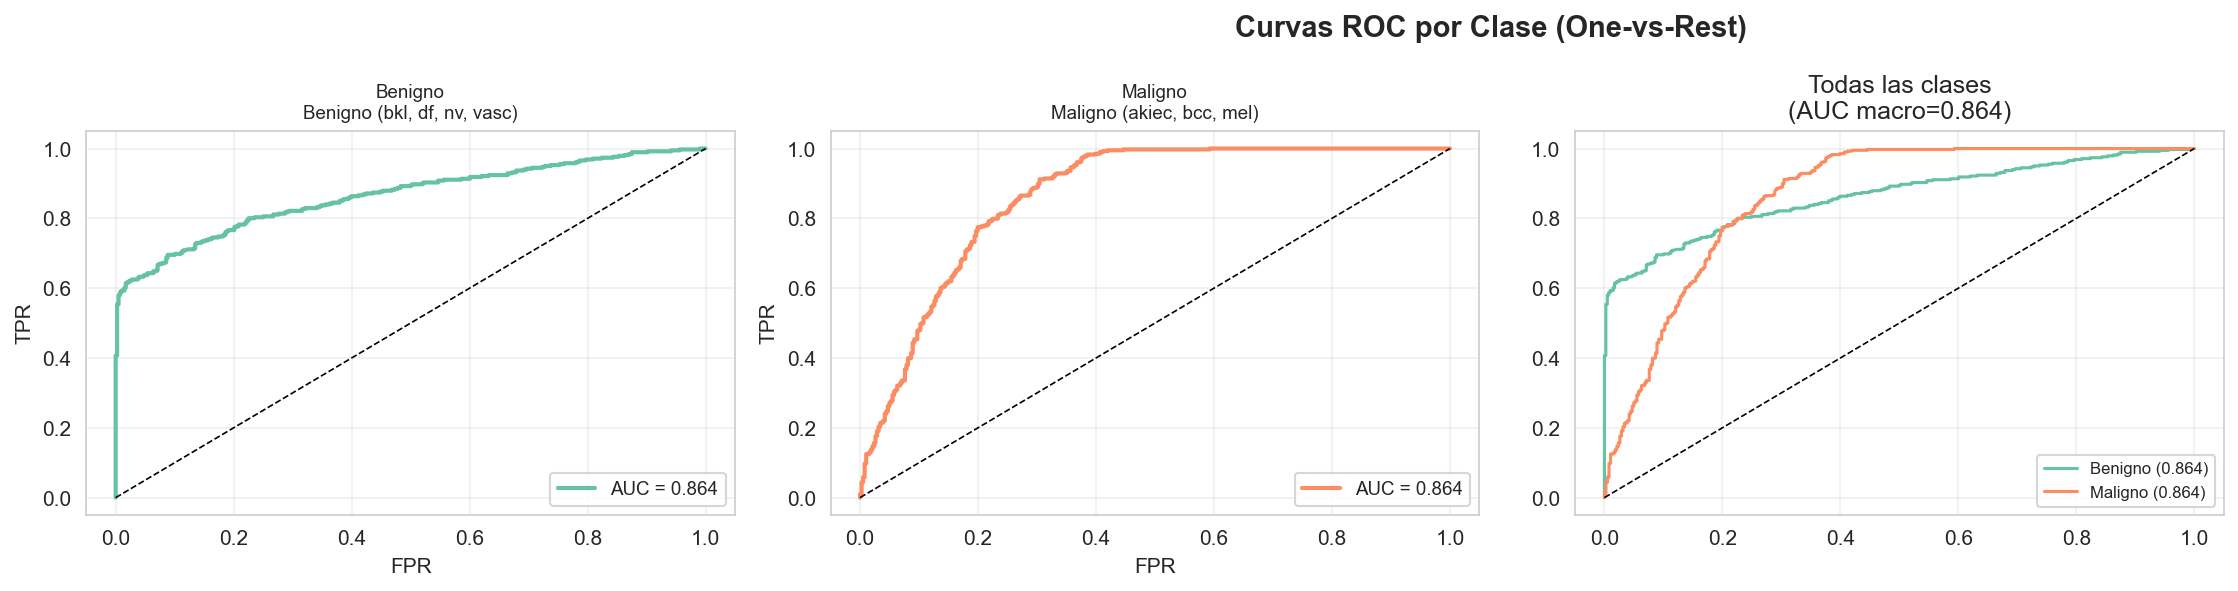 Curvas ROC por Clase (One-vs-Rest)
Benigno
Benigno (bkl, df, nv, vasc)
TPR
1.0
0.8
0.6
0.4
0.2
0.0
AUC = 0.864
0.0 0.2 0.4 0.6 0.8 1.0
FPR
Maligno
Maligno (akiec, bcc, mel)
TPR
1.0
0.8
0.6
0.4
0.2
0.0
AUC = 0.864
0.0 0.2 0.4 0.6 0.8 1.0
FPR
Todas las clases
(AUC macro=0.864)
1.0
0.8
0.6
0.4
0.2
0.0
Benigno (0.864)
Maligno (0.864)
0.0 0.2 0.4 0.6 0.8 1.0